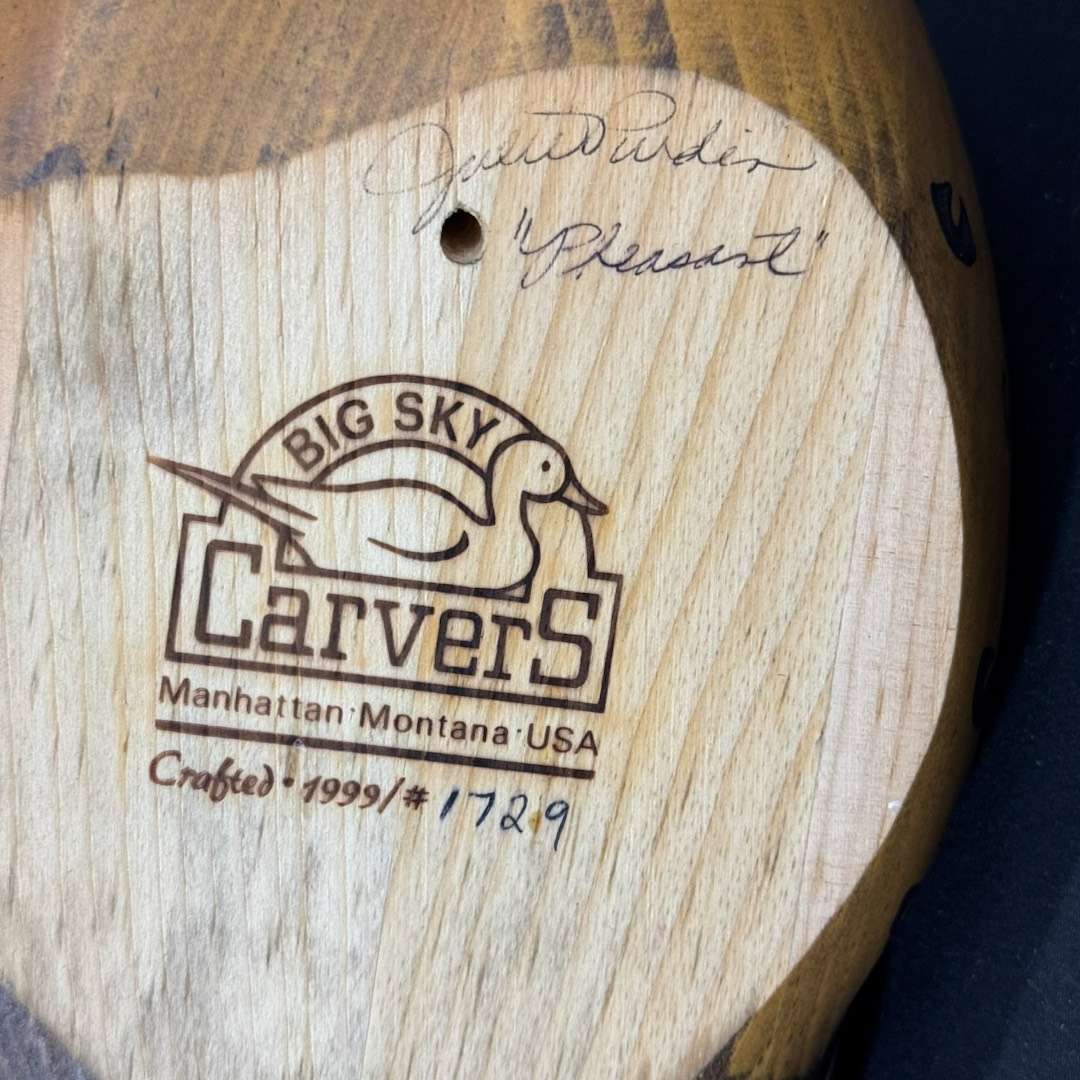 "Pheasant"
BIG SKY
Carvers
Manhattan·Montana·USA
Crafted • 1999/# 1729